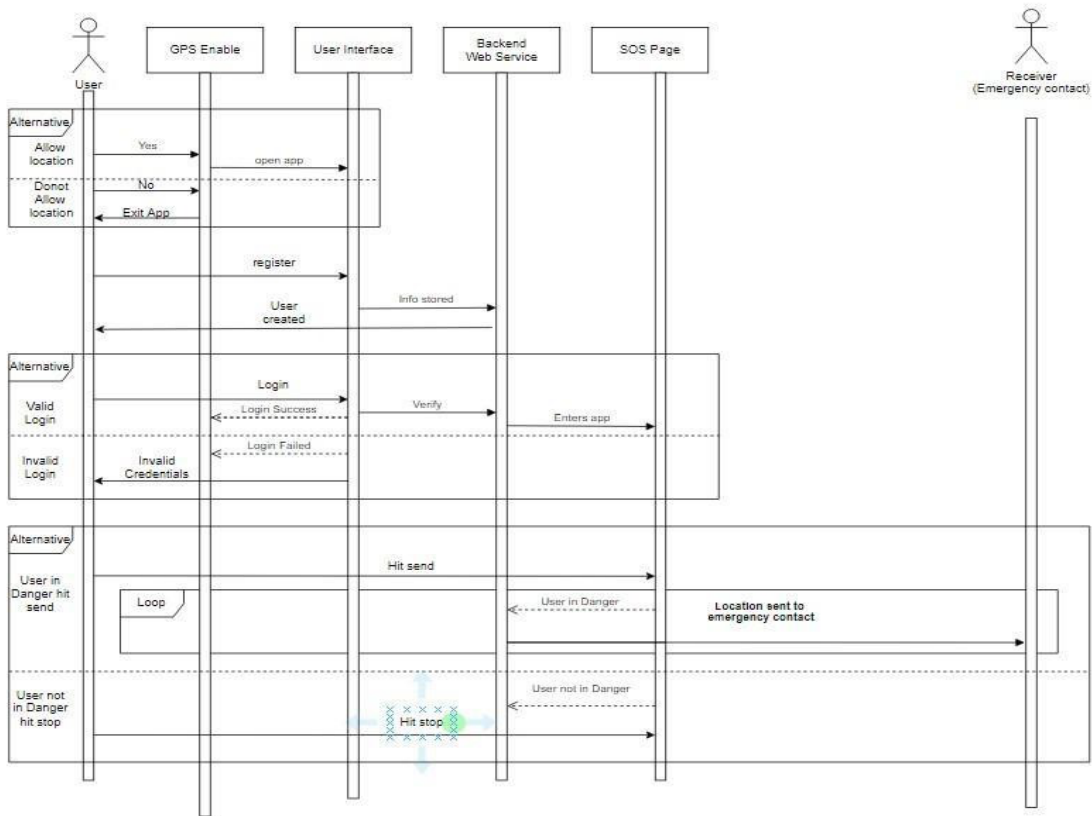 GPS Enable
User Interface
Backend
Web Service
SOS Page
User
Receiver
(Emergency contact)
Alternative
Allow
location
Yes
open app
Donot
Allow
location
No
Exit App
register
Info stored
User
created
Alternative
Login
Valid
Login
Login Success
Verify
Enters app
Login Failed
Invalid
Login
Invalid
Credentials
Alternative
Hit send
User in
Danger hit
send
Loop
User in Danger
Location sent to
emergency contact
User not in Danger
User not
in Danger
hit stop
Hit stop